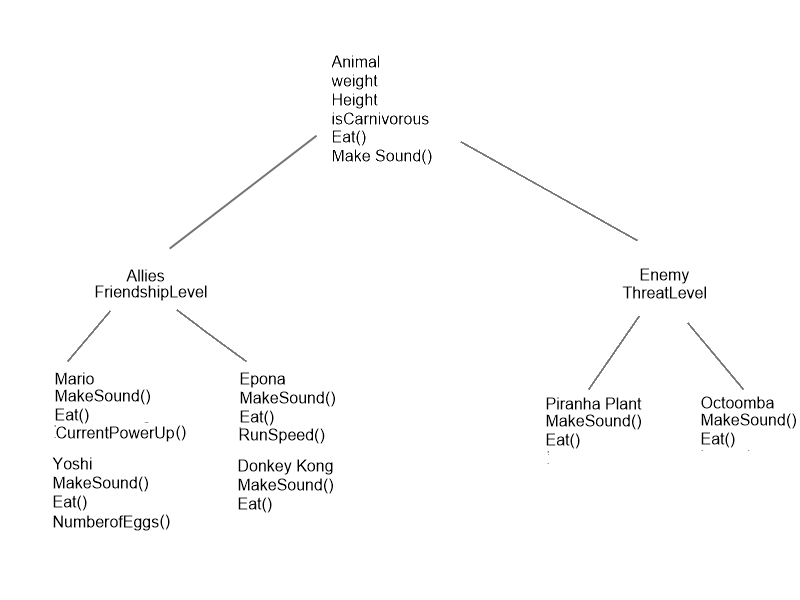 Animal
weight
Height
isCarnivorous
Eat()
Make Sound()
Allies
FriendshipLevel
Enemy
ThreatLevel
Mario
MakeSound()
Eat()
CurrentPowerUp()
Epona
MakeSound()
Eat()
RunSpeed()
Yoshi
MakeSound()
Eat()
NumberofEggs()
Donkey Kong
MakeSound()
Eat()
Piranha Plant
MakeSound()
Eat()
Octoomba
MakeSound()
Eat()